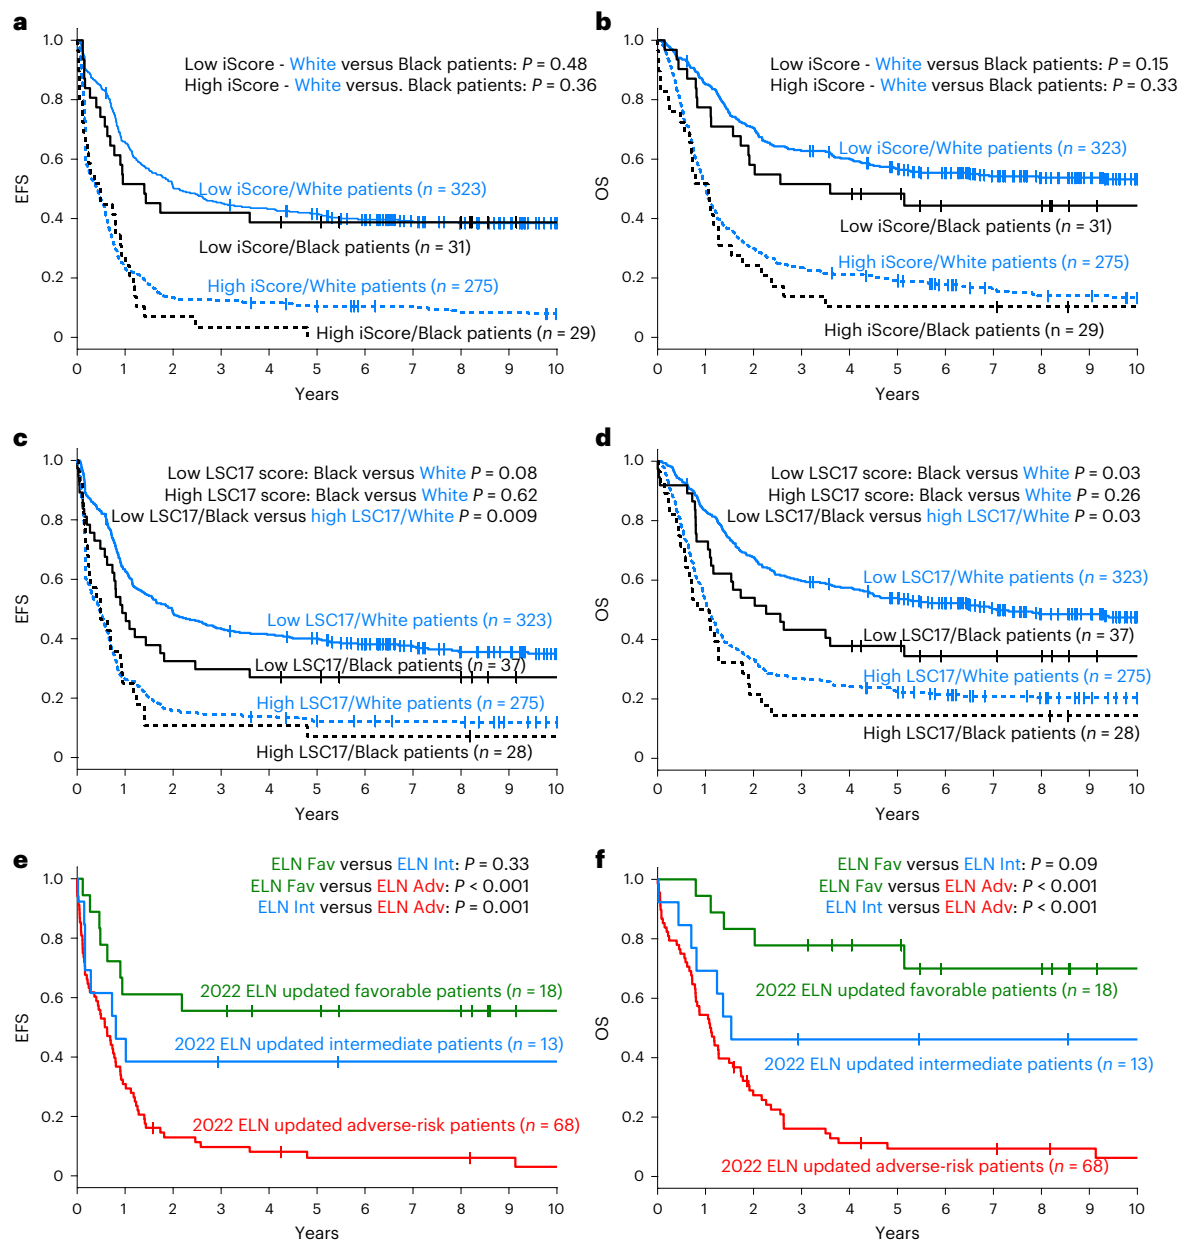 a
Low iScore - White versus Black patients: P = 0.48
High iScore - White versus. Black patients: P = 0.36
EFS
1.0
0.8
0.6
0.4
0.2
0
Low iScore/White patients (n = 323)
Low iScore/Black patients (n = 31)
High iScore/White patients (n = 275)
High iScore/Black patients (n = 29)
0 1 2 3 4 5 6 7 8 9 10
Years
b
Low iScore - White versus Black patients: P = 0.15
High iScore - White versus Black patients: P = 0.33
OS
1.0
0.8
0.6
0.4
0.2
0
Low iScore/White patients (n = 323)
Low iScore/Black patients (n = 31)
High iScore/White patients (n = 275)
High iScore/Black patients (n = 29)
0 1 2 3 4 5 6 7 8 9 10
Years
c
Low LSC17 score: Black versus White P = 0.08
High LSC17 score: Black versus White P = 0.62
Low LSC17/Black versus high LSC17/White P = 0.009
EFS
1.0
0.8
0.6
0.4
0.2
0
Low LSC17/White patients (n = 323)
Low LSC17/Black patients (n = 37)
High LSC17/White patients (n = 275)
High LSC17/Black patients (n = 28)
0 1 2 3 4 5 6 7 8 9 10
Years
d
Low LSC17 score: Black versus White P = 0.03
High LSC17 score: Black versus White P = 0.26
Low LSC17/Black versus high LSC17/White P = 0.03
OS
1.0
0.8
0.6
0.4
0.2
0
Low LSC17/White patients (n = 323)
Low LSC17/Black patients (n = 37)
High LSC17/White patients (n = 275)
High LSC17/Black patients (n = 28)
0 1 2 3 4 5 6 7 8 9 10
Years
e
ELN Fav versus ELN Int: P = 0.33
ELN Fav versus ELN Adv: P < 0.001
ELN Int versus ELN Adv: P = 0.001
EFS
1.0
0.8
0.6
0.4
0.2
0
2022 ELN updated favorable patients (n = 18)
2022 ELN updated intermediate patients (n = 13)
2022 ELN updated adverse-risk patients (n = 68)
0 1 2 3 4 5 6 7 8 9 10
Years
f
ELN Fav versus ELN Int: P = 0.09
ELN Fav versus ELN Adv: P < 0.001
ELN Int versus ELN Adv: P < 0.001
OS
1.0
0.8
0.6
0.4
0.2
0
2022 ELN updated favorable patients (n = 18)
2022 ELN updated intermediate patients (n = 13)
2022 ELN updated adverse-risk patients (n = 68)
0 1 2 3 4 5 6 7 8 9 10
Years